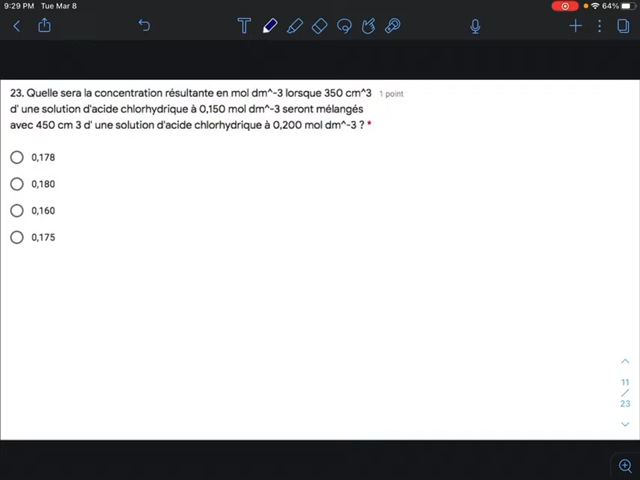 9:29 PM Tue Mar 8
64%
T
23. Quelle sera la concentration résultante en mol dm^-3 lorsque 350 cm^3 1 point
d' une solution d'acide chlorhydrique à 0,150 mol dm^-3 seront mélangés
avec 450 cm 3 d' une solution d'acide chlorhydrique à 0,200 mol dm^-3 ? *
0,178
0,180
0,160
0,175
11
/
23